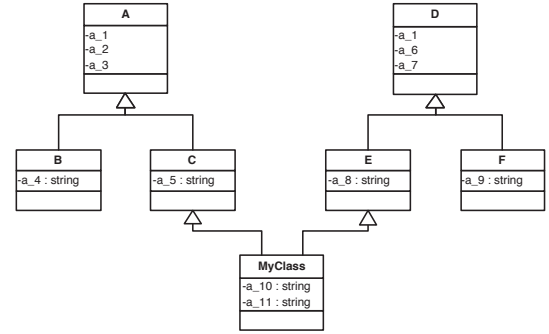 A
-a_1
-a_2
-a_3
D
-a_1
-a_6
-a_7
B
-a_4 : string
C
-a_5 : string
E
-a_8 : string
F
-a_9 : string
MyClass
-a_10 : string
-a_11 : string